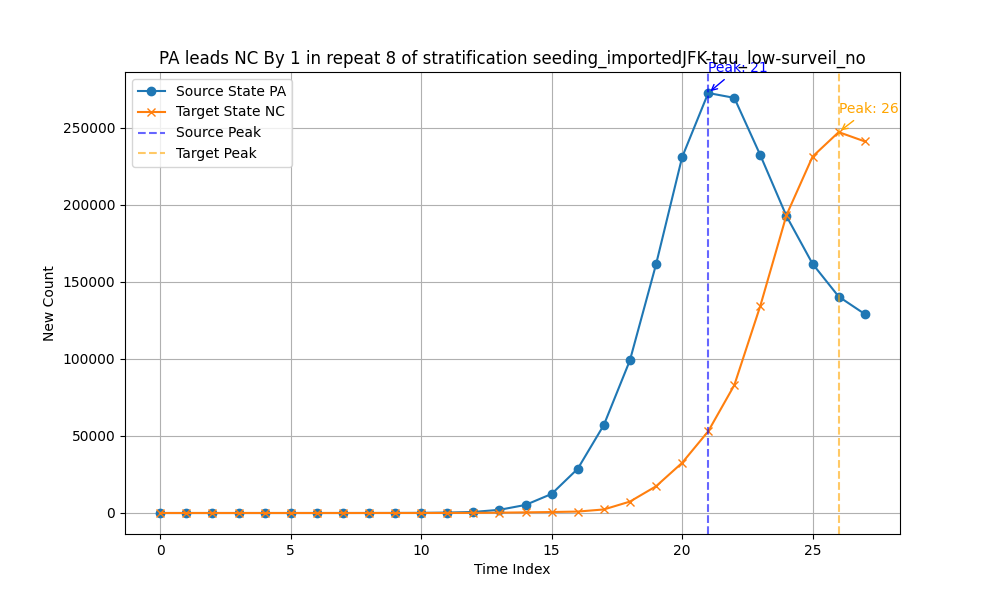 PA leads NC By 1 in repeat 8 of stratification seeding_importedJFK-tau_low-surveil_no
Peak: 21
Peak: 26
Source State PA
Target State NC
Source Peak
Target Peak
New Count
250000
200000
150000
100000
50000
0
0 5 10 15 20 25
Time Index